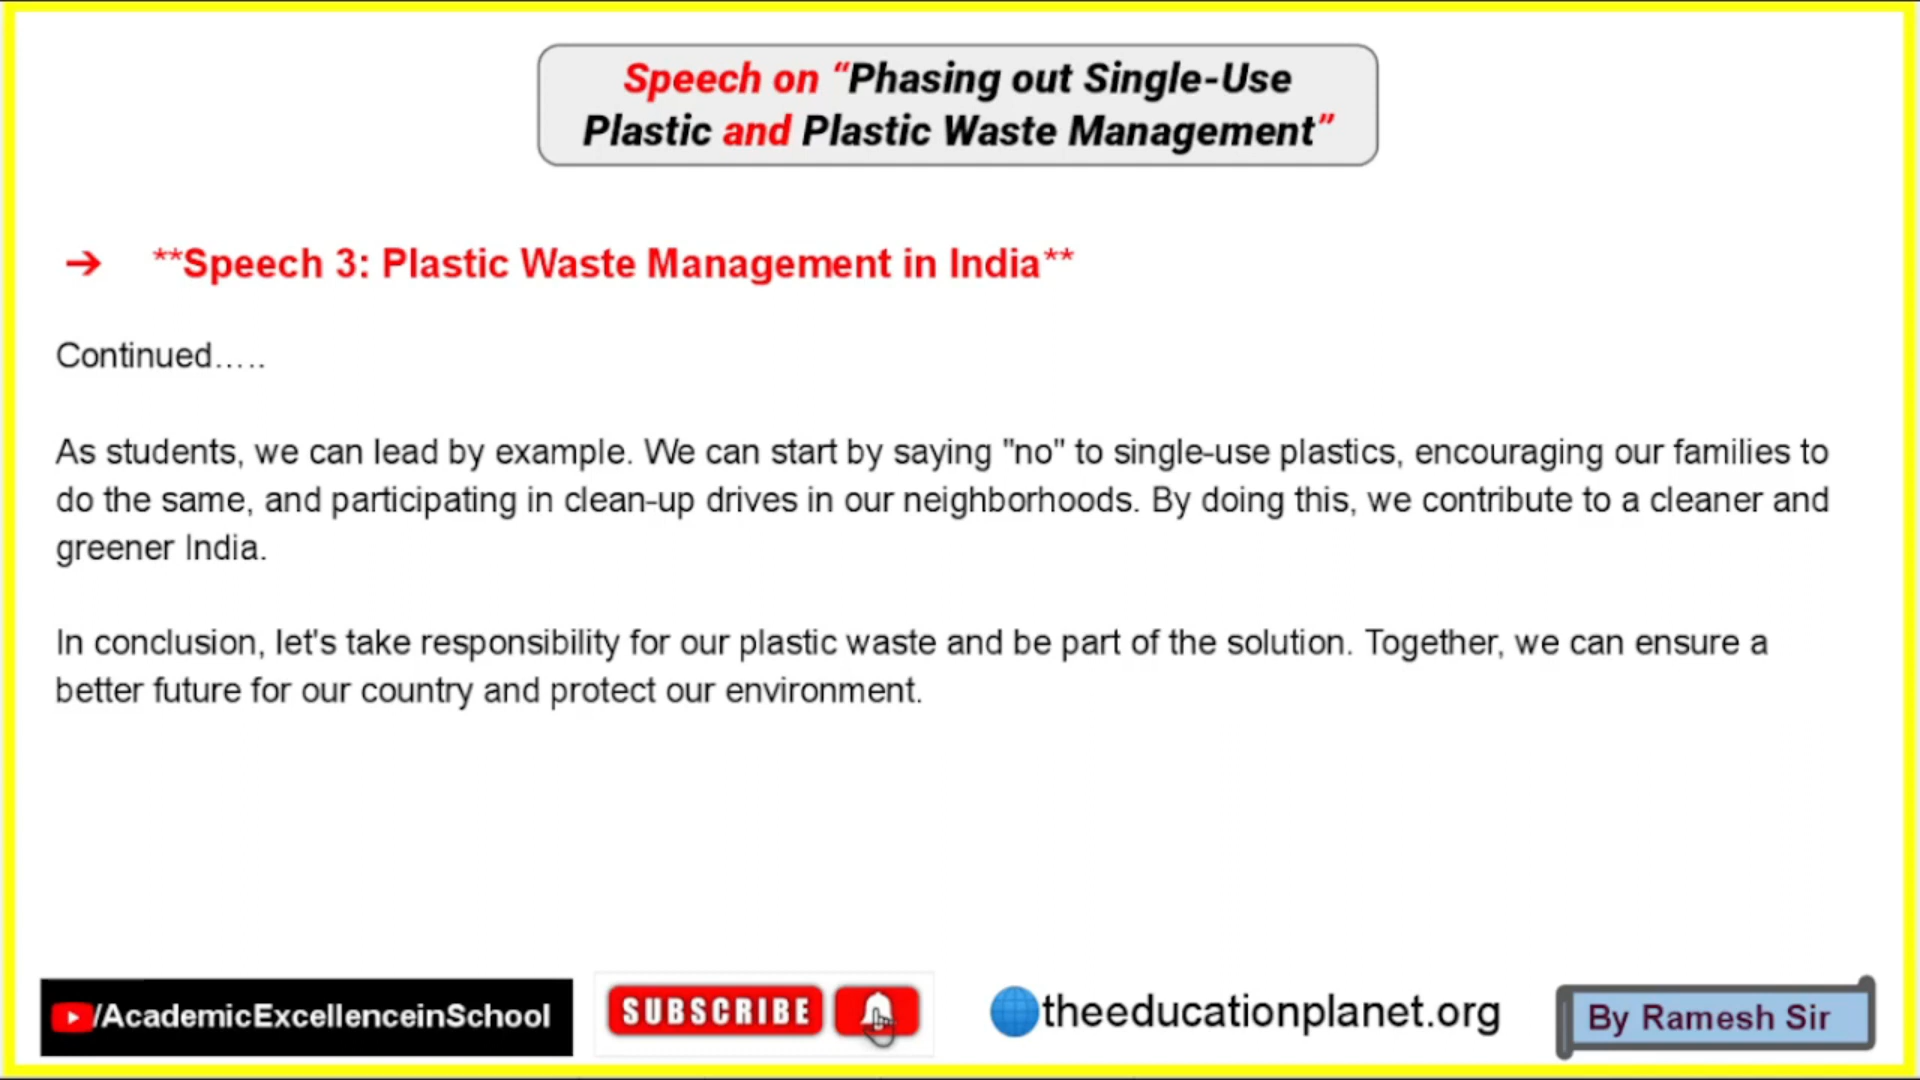 Speech on “Phasing out Single-Use
Plastic and Plastic Waste Management”
➔ **Speech 3: Plastic Waste Management in India**
Continued…..
As students, we can lead by example. We can start by saying "no" to single-use plastics, encouraging our families to
do the same, and participating in clean-up drives in our neighborhoods. By doing this, we contribute to a cleaner and
greener India.
In conclusion, let's take responsibility for our plastic waste and be part of the solution. Together, we can ensure a
better future for our country and protect our environment.
/AcademicExcellenceinSchool
SUBSCRIBE
theeducationplanet.org
By Ramesh Sir